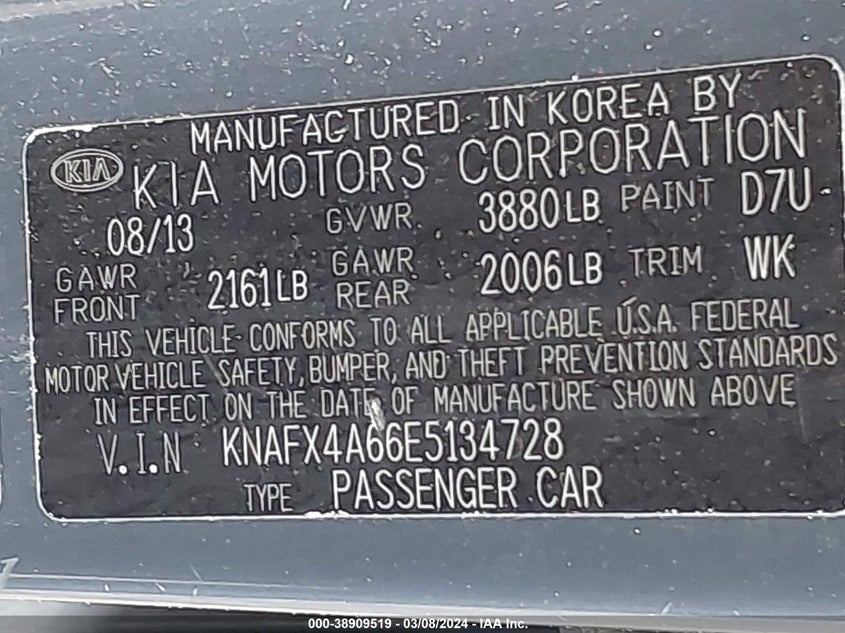 MANUFACTURED IN KOREA BY
KIA KIA MOTORS CORPORATION
08/13 GVWR 3880LB PAINT D7U
GAWR FRONT 2161LB GAWR REAR 2006LB TRIM WK
THIS VEHICLE CONFORMS TO ALL APPLICABLE U.S.A. FEDERAL
MOTOR VEHICLE SAFETY, BUMPER, AND THEFT PREVENTION STANDARDS
IN EFFECT ON THE DATE OF MANUFACTURE SHOWN ABOVE
V.I.N KNAFX4A66E5134728
TYPE PASSENGER CAR
000-38909519 - 03/08/2024 - IAA Inc.